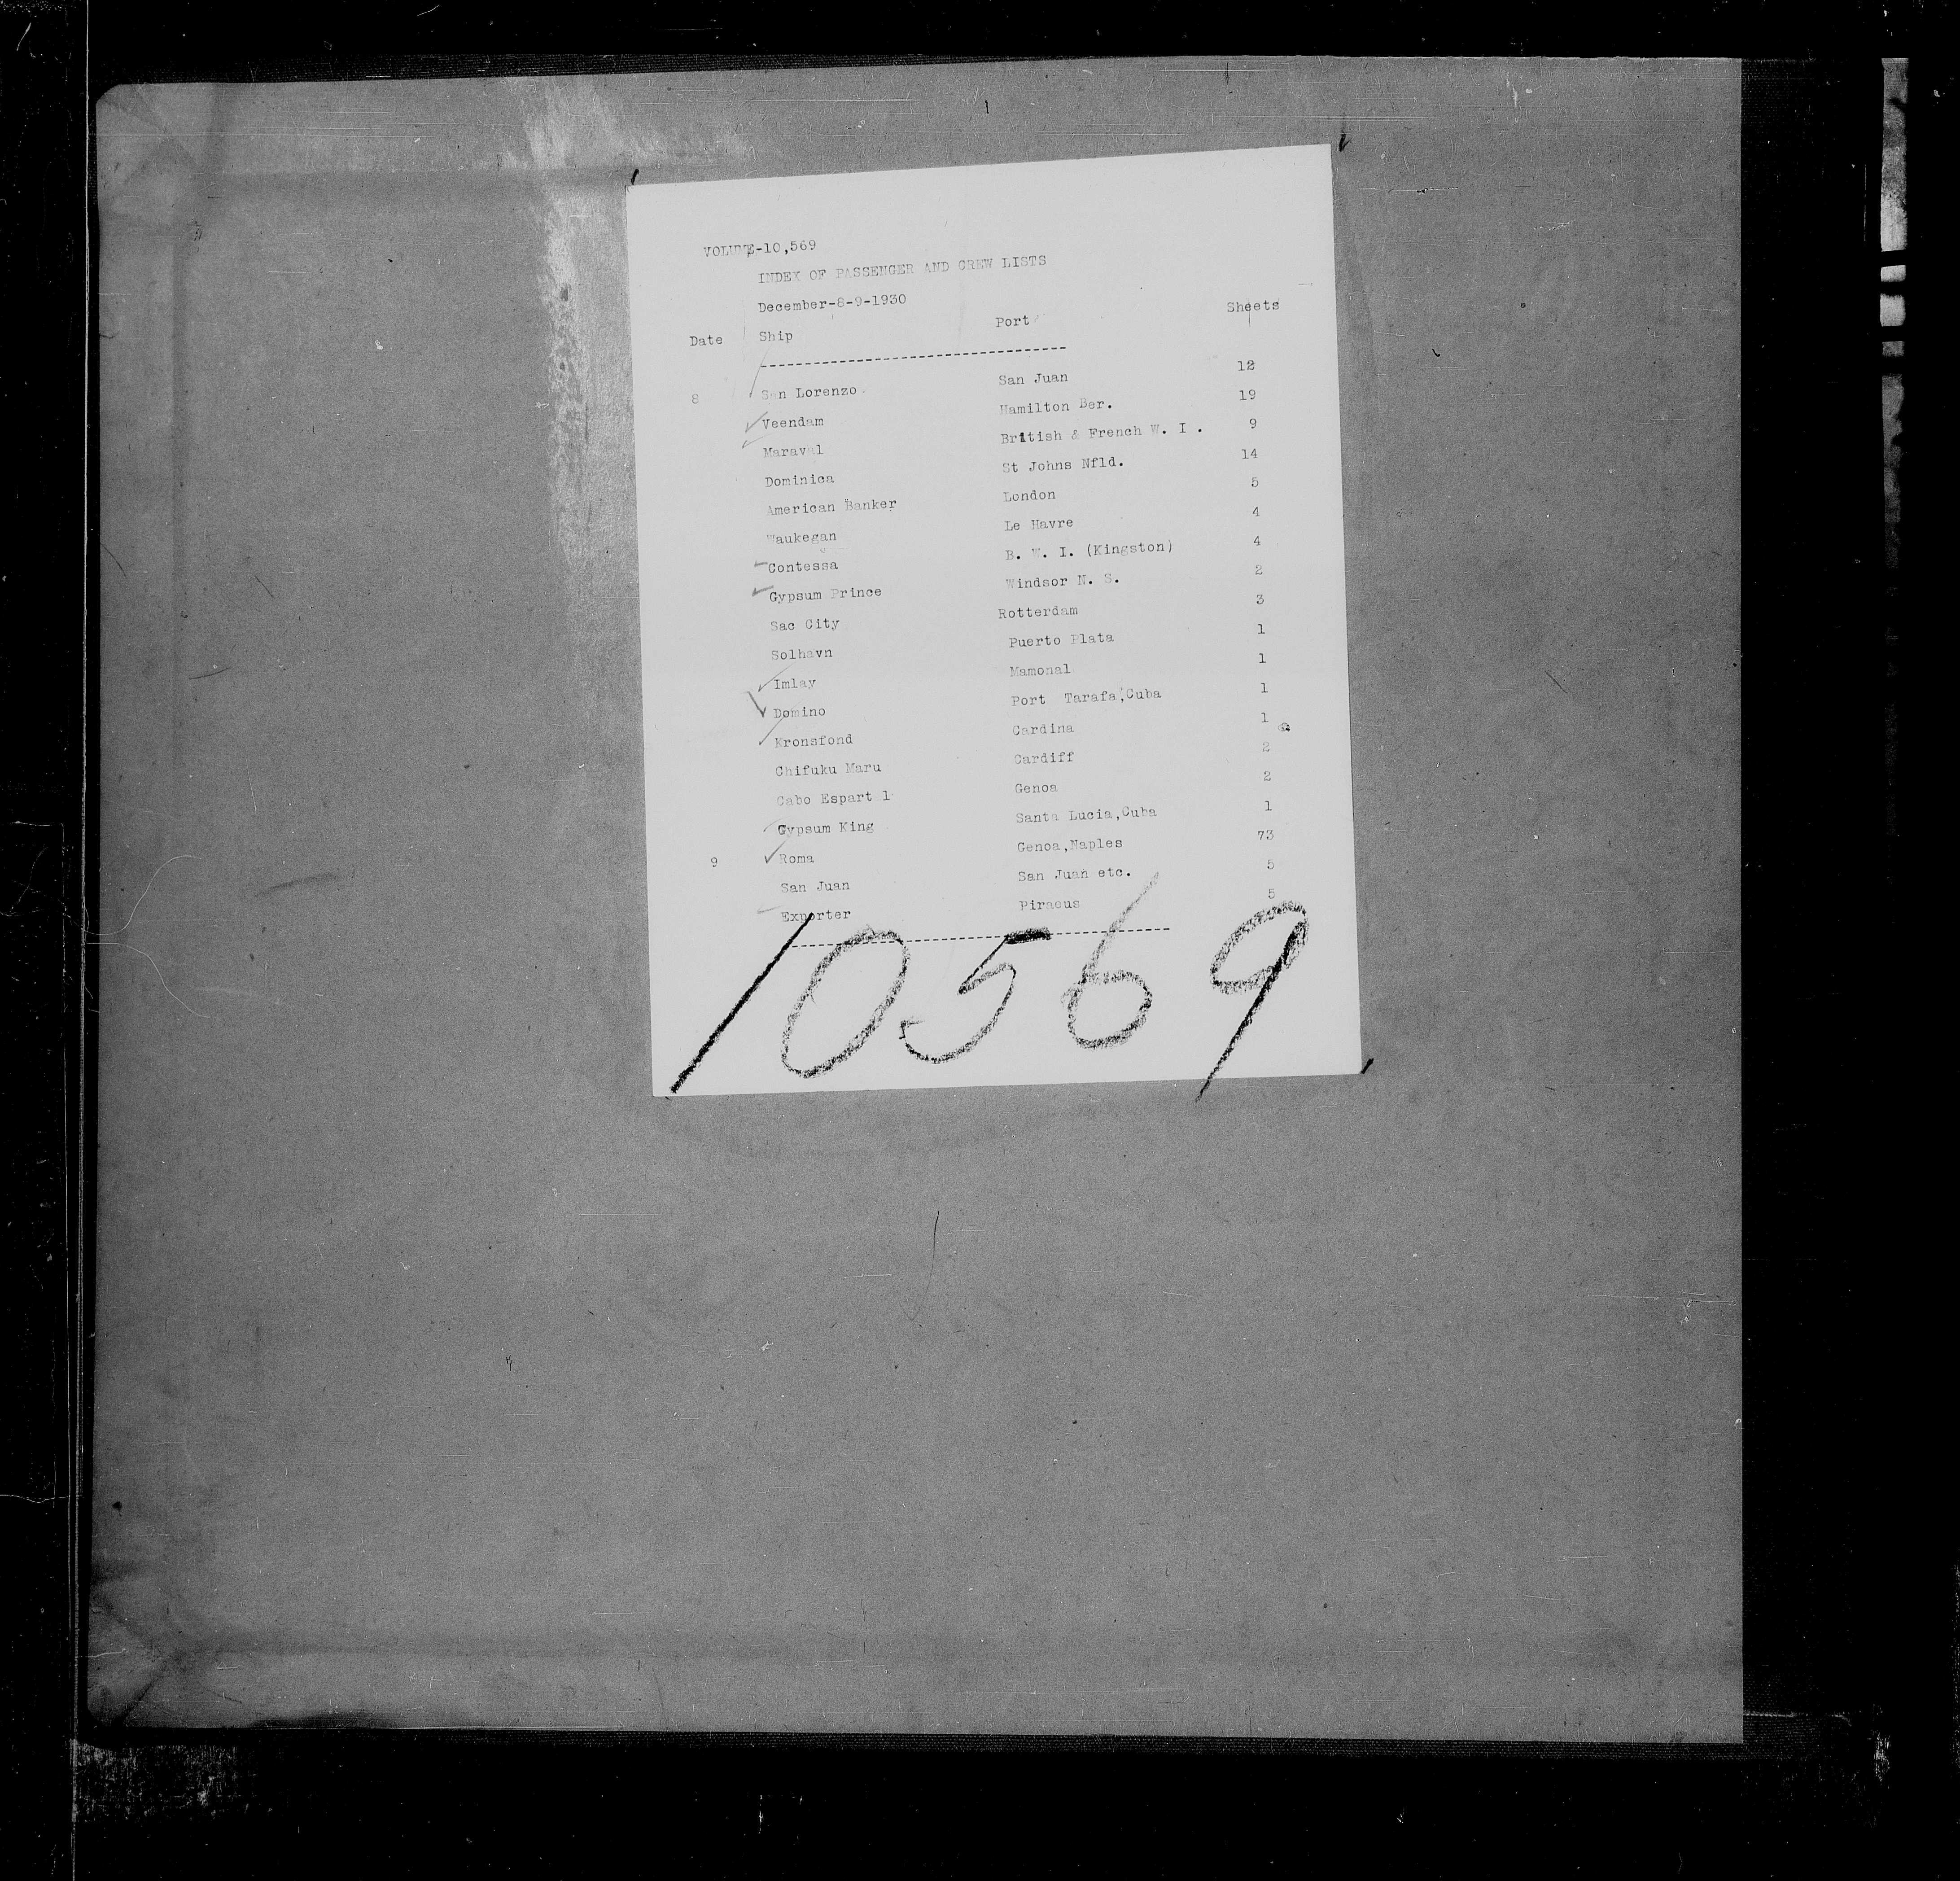 VOLUME-10,569
INDEX OF PASSENGER AND CREW LISTS
December-8-9-1930
Date Ship Port Sheets
8 San Lorenzo San Juan 12
Veendam Hamilton Ber. 19
Maraval British & French W. I . 9
Dominica St Johns Nfld. 14
American Banker London 5
Waukegan Le Havre 4
Contessa B. W. I. (Kingston) 4
Gypsum Prince Windsor N. S. 2
Sac City Rotterdam 3
Solhavn Puerto Plata 1
Imlay Mamonal 1
Domino Port Tarafa,Cuba 1
Kronsfond Cardina 1
Chifuku Maru Cardiff 2
Cabo Espartal Genoa 2
Gypsum King Santa Lucia,Cuba 1
9 Roma Genoa,Naples 73
San Juan San Juan etc. 5
Exporter Piraeus 5
10569